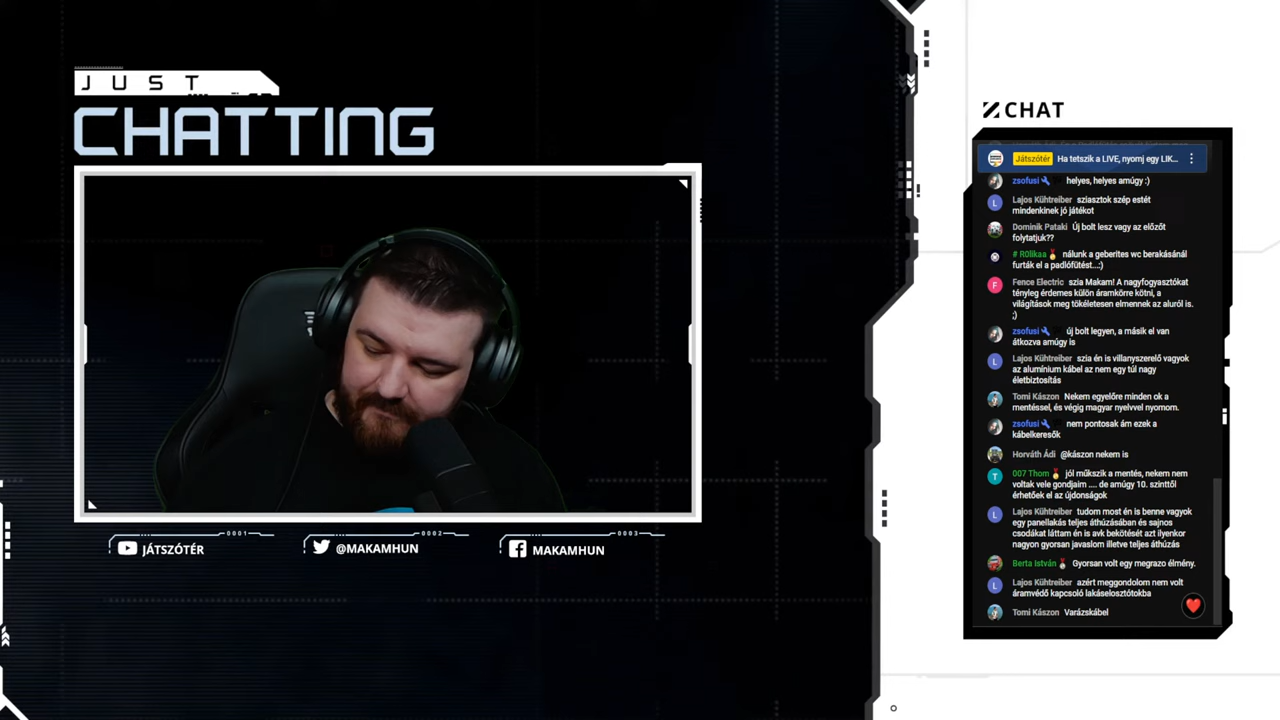 JUST
CHATTING
JÁTSZÓTÉR
0001
@MAKAMHUN
0002
MAKAMHUN
0003
CHAT
Játszótér Ha tetszik a LIVE, nyomj egy LIK...
zsofusi helyes, helyes amúgy :)
Lajos Kühtreiber sziasztok szép estét
mindenkinek jó játékot
Dominik Pataki Új bolt lesz vagy az előzőt
folytatjuk??
# R0likaa nálunk a geberites wc berakásánál
furták el a padlófűtést...:)
Fence Electric szia Makam! A nagyfogyasztókat
tényleg érdemes külön áramkörre kötni, a
világítások meg tökéletesen elmennek az aluról is.
;)
zsofusi új bolt legyen, a másik el van
átkozva amúgy is
Lajos Kühtreiber szia én is villanyszerelő vagyok
az alumínium kábel az nem egy túl nagy
életbiztosítás
Tomi Kászon Nekem egyelőre minden ok a
mentéssel, és végig magyar nyelvvel nyomom.
zsofusi nem pontosak ám ezek a
kábelkeresők
Horváth Ádi @kászon nekem is
007 Thom jól műkszik a mentés, nekem nem
voltak vele gondjaim .... de amúgy 10. szinttől
érhetőek el az újdonságok
Lajos Kühtreiber tudom most én is benne vagyok
egy panellakás teljes áthúzásában és sajnos
csodákat láttam én is avk bekötését azt ilyenkor
nagyon gyorsan javaslom illetve teljes áthúzás
Berta István Gyorsan volt egy megrazo élmény.
Lajos Kühtreiber azért meggondolom nem volt
áramvédő kapcsoló lakáselosztótokba
Tomi Kászon Varázskábel